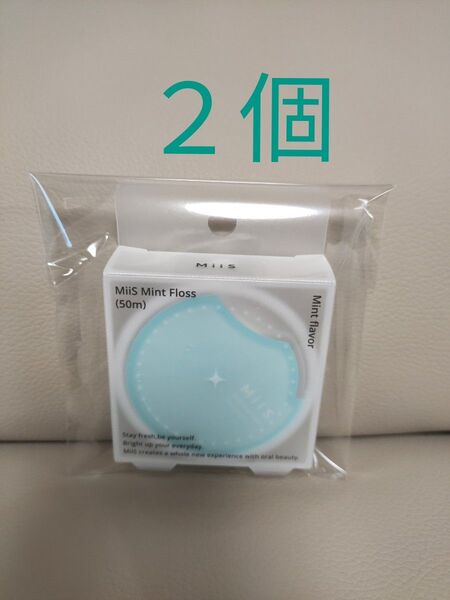 ２個
MiiS
MiiS Mint Floss
(50m)
Mint flavor
MiiS
Stay fresh,be yourself.
Bright up your everyday.
MiiS creates a whole new experience with oral beauty.